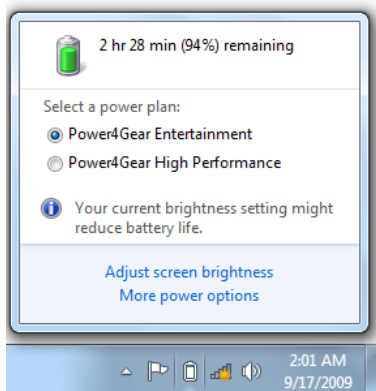 2 hr 28 min (94%) remaining
Select a power plan:
Power4Gear Entertainment
Power4Gear High Performance
Your current brightness setting might
reduce battery life.
Adjust screen brightness
More power options
2:01 AM
9/17/2009